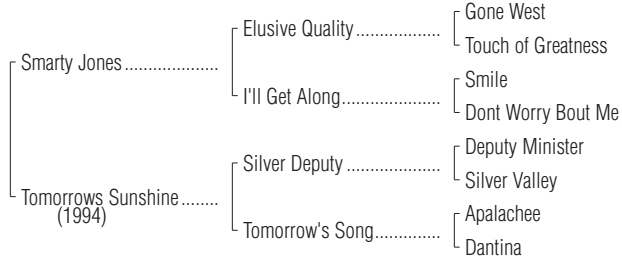 Gone West
Elusive Quality..................
Touch of Greatness
Smarty Jones ....................
Smile
I'll Get Along.....................
Dont Worry Bout Me
Deputy Minister
Silver Deputy ....................
Silver Valley
Tomorrows Sunshine........
(1994)
Apalachee
Tomorrow's Song..............
Dantina